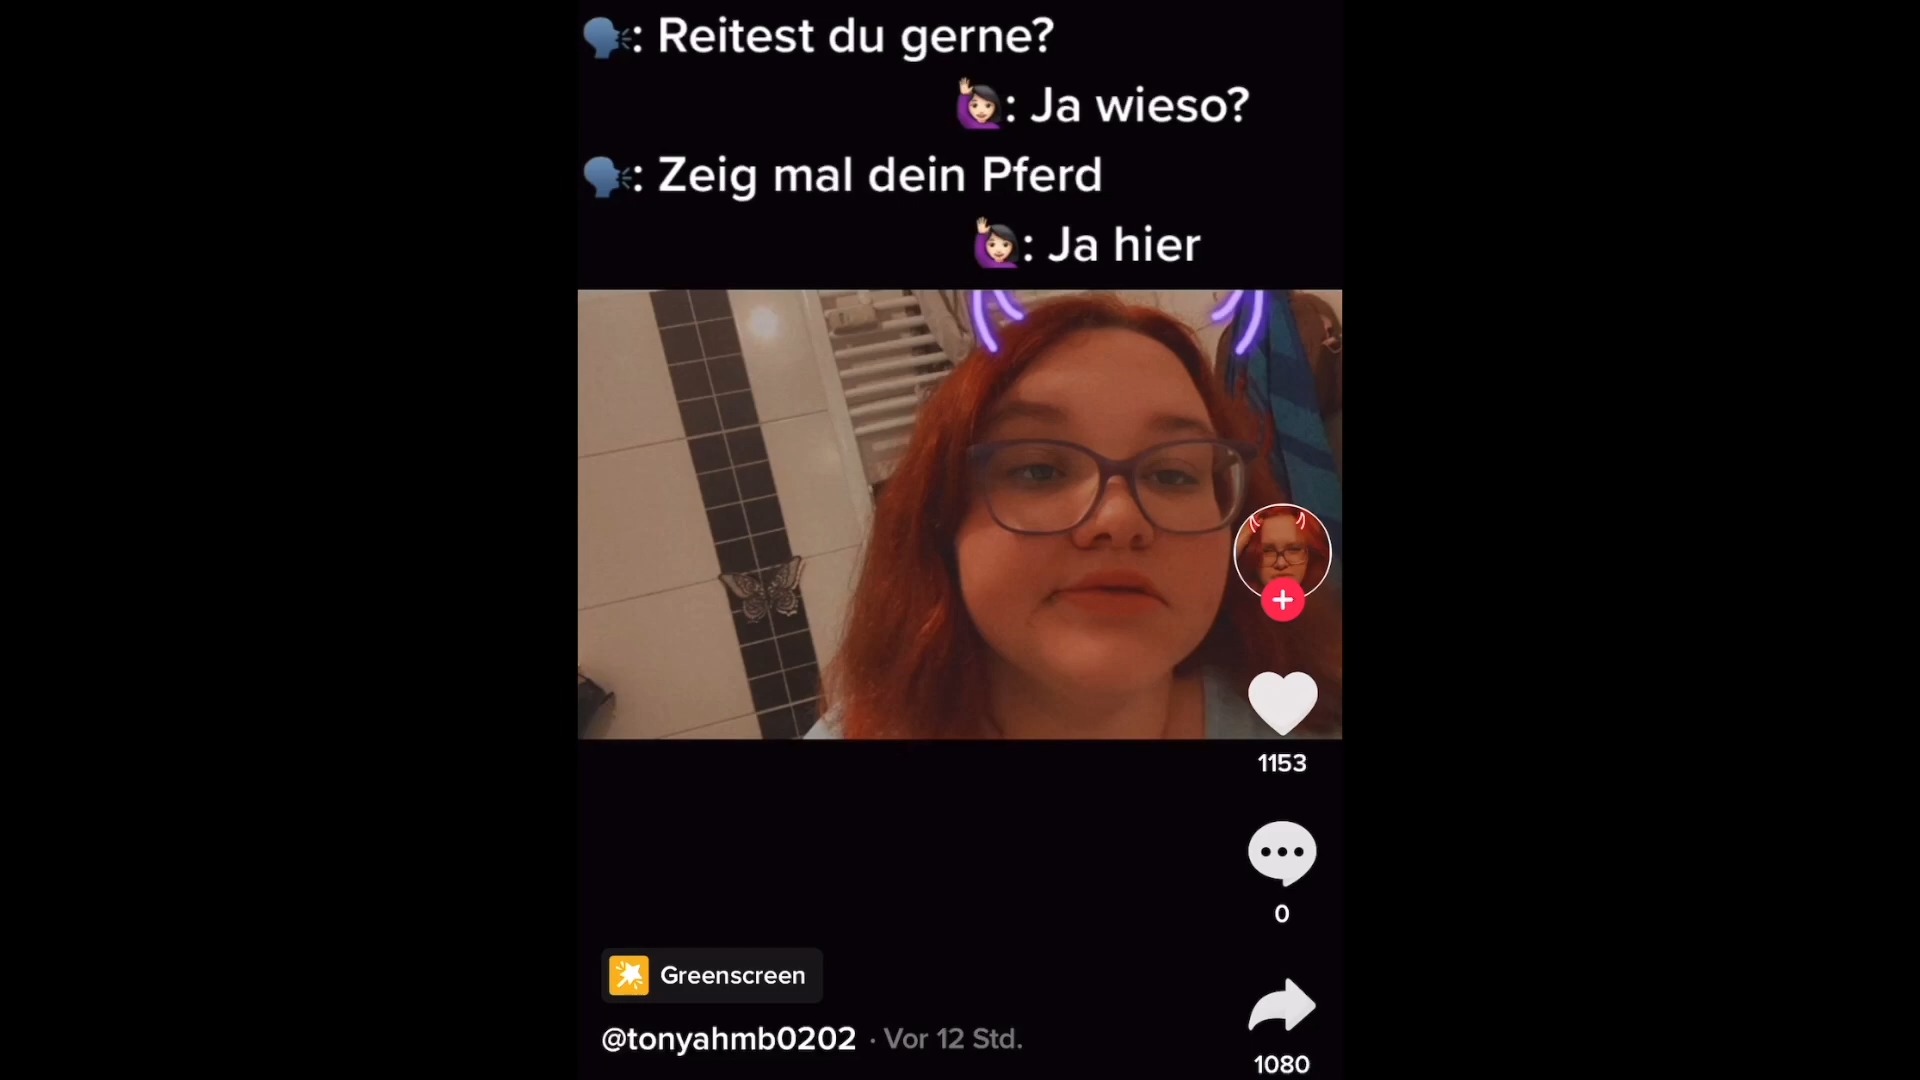 🗣: Reitest du gerne?
🙋🏻‍♀️: Ja wieso?
🗣: Zeig mal dein Pferd
🙋🏻‍♀️: Ja hier
1153
0
Greenscreen
@tonyahmb0202 · Vor 12 Std.
1080